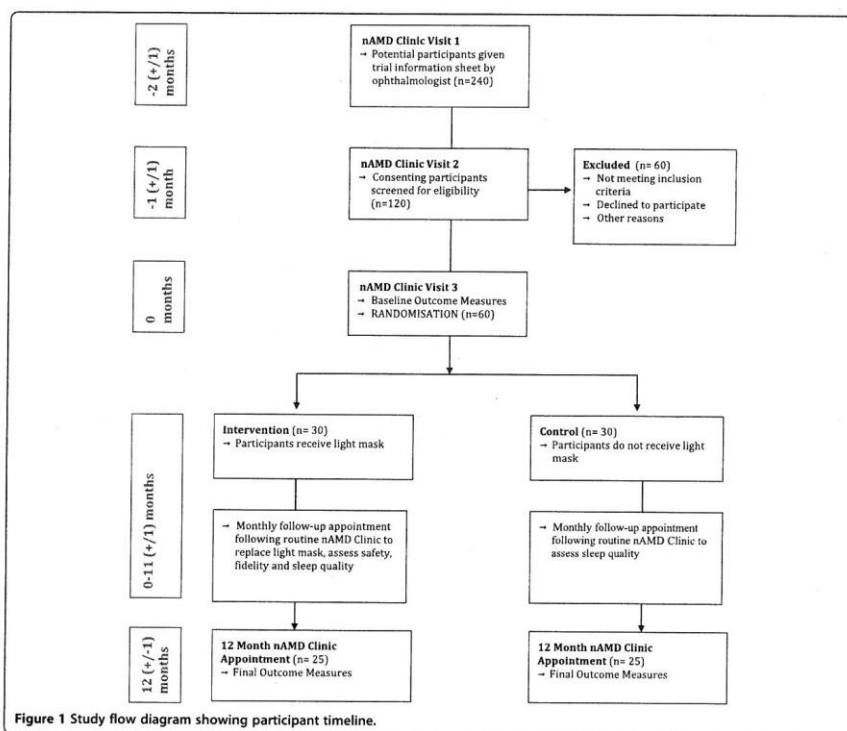 -2 (+/1)
months
nAMD Clinic Visit 1
→ Potential participants given
trial information sheet by
ophthalmologist (n=240)
-1 (+/1)
month
nAMD Clinic Visit 2
→ Consenting participants
screened for eligibility
(n=120)
Excluded (n= 60)
→ Not meeting inclusion
criteria
→ Declined to participate
→ Other reasons
0
months
nAMD Clinic Visit 3
→ Baseline Outcome Measures
→ RANDOMISATION (n=60)
0-11 (+/1) months
Intervention (n= 30)
→ Participants receive light mask
Control (n= 30)
→ Participants do not receive light
mask
→ Monthly follow-up appointment
following routine nAMD Clinic to
replace light mask, assess safety,
fidelity and sleep quality
→ Monthly follow-up appointment
following routine nAMD Clinic to
assess sleep quality
12 (+/-1)
months
12 Month nAMD Clinic
Appointment (n= 25)
→ Final Outcome Measures
12 Month nAMD Clinic
Appointment (n= 25)
→ Final Outcome Measures
Figure 1 Study flow diagram showing participant timeline.